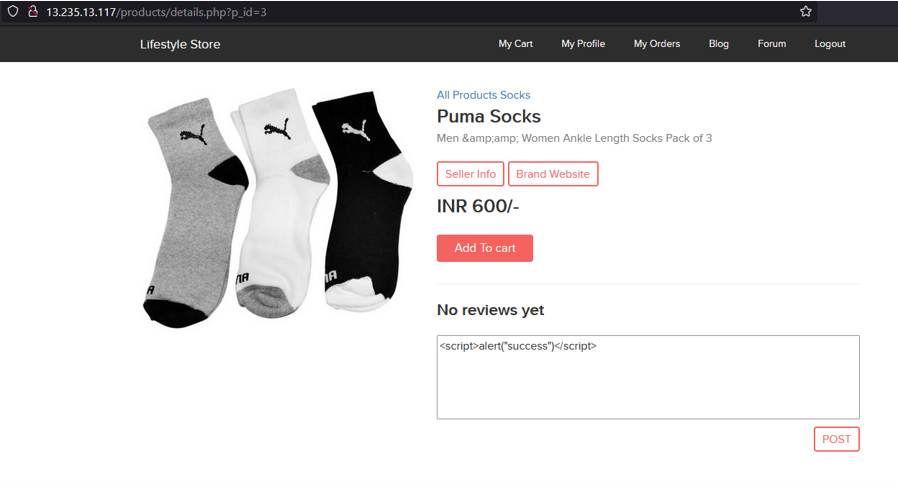 13.235.13.117/products/details.php?p_id=3
Lifestyle Store
My Cart
My Profile
My Orders
Blog
Forum
Logout
All Products Socks
Puma Socks
Men &amp;amp; Women Ankle Length Socks Pack of 3
Seller Info
Brand Website
INR 600/-
Add To cart
No reviews yet
<script>alert("success")</script>
POST